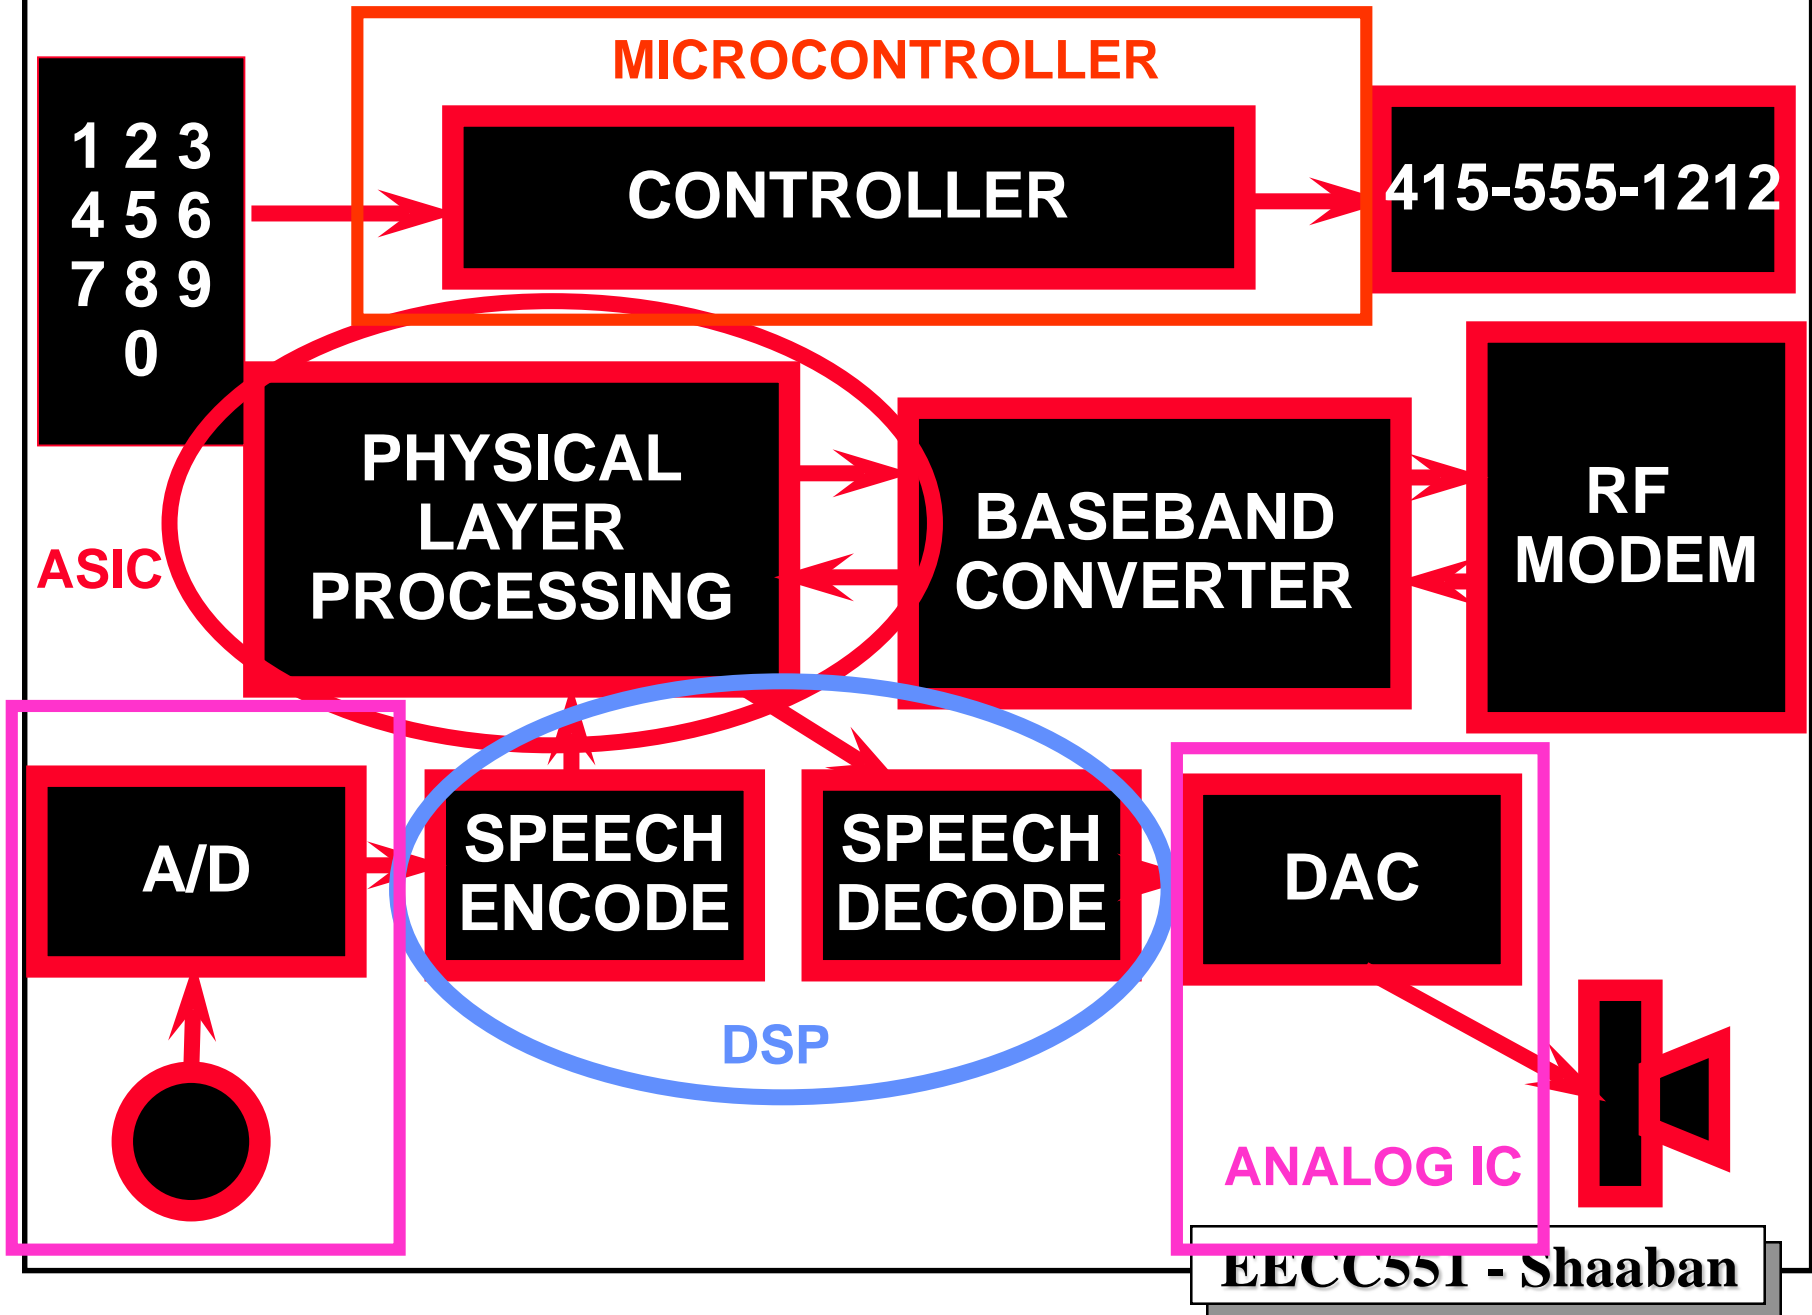 MICROCONTROLLER
1 2 3
4 5 6
7 8 9
0
CONTROLLER
415-555-1212
PHYSICAL
LAYER
PROCESSING
BASEBAND
CONVERTER
RF
MODEM
ASIC
A/D
SPEECH
ENCODE
SPEECH
DECODE
DAC
DSP
ANALOG IC
EECC551 - Shaaban